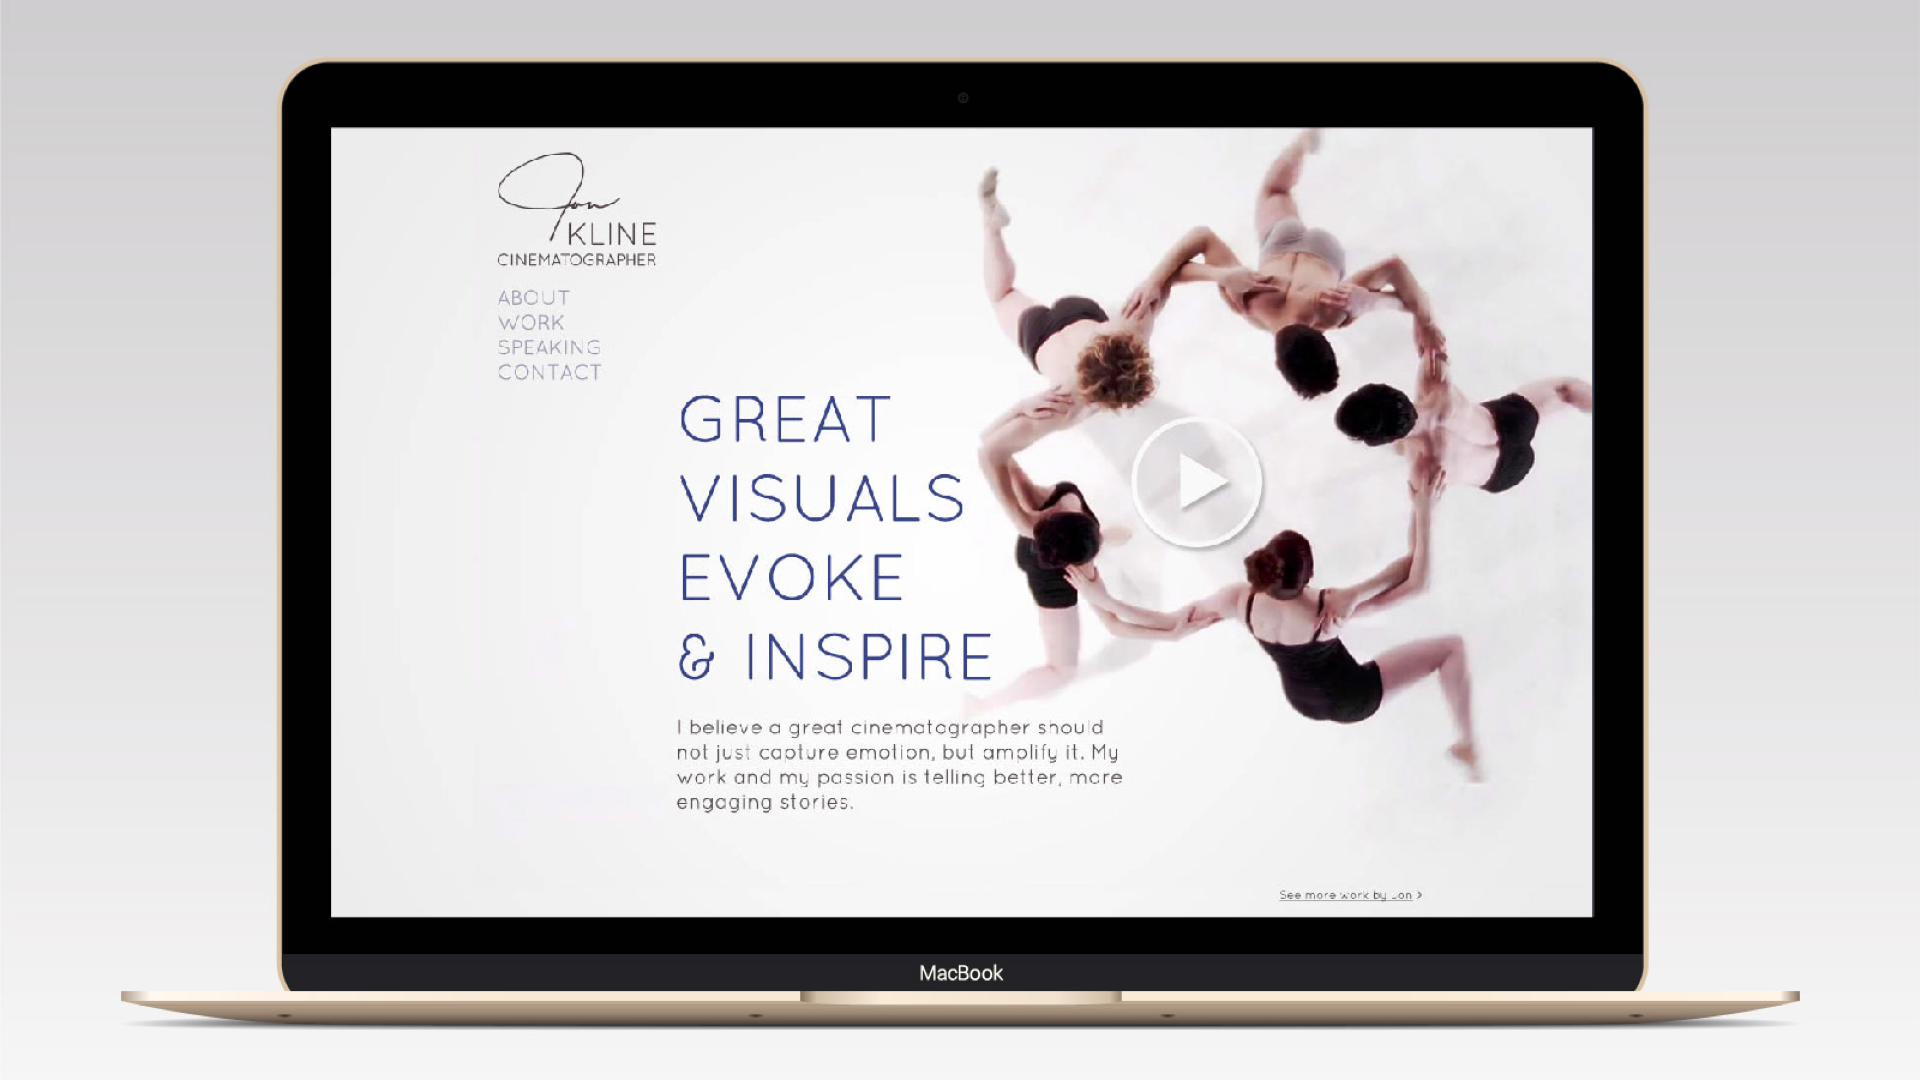 Jon
KLINE
CINEMATOGRAPHER
ABOUT
WORK
SPEAKING
CONTACT
GREAT
VISUALS
EVOKE
& INSPIRE
I believe a great cinematographer should
not just capture emotion, but amplify it. My
work and my passion is telling better, more
engaging stories.
See more work by Jon >
MacBook